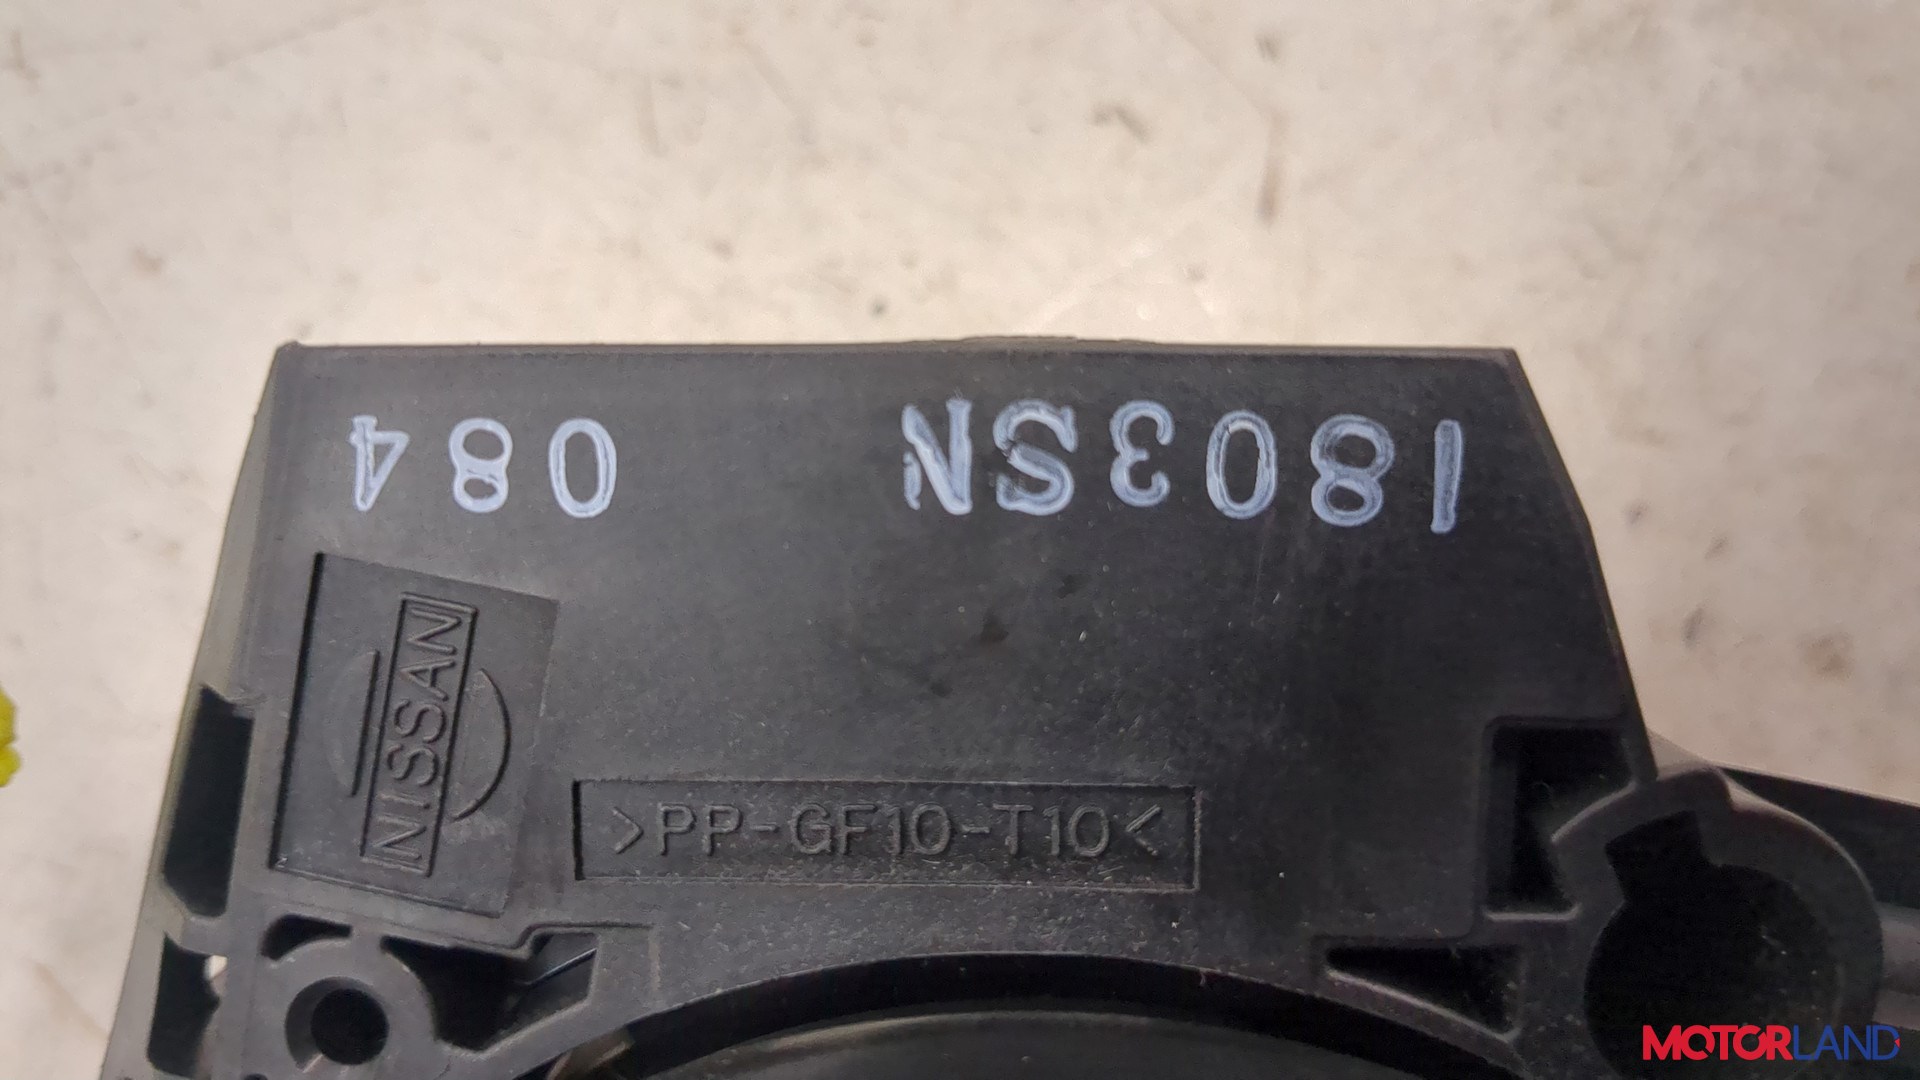 1803SN 084
NISSAN
>PP-GF10-T10<
MOTORLAND